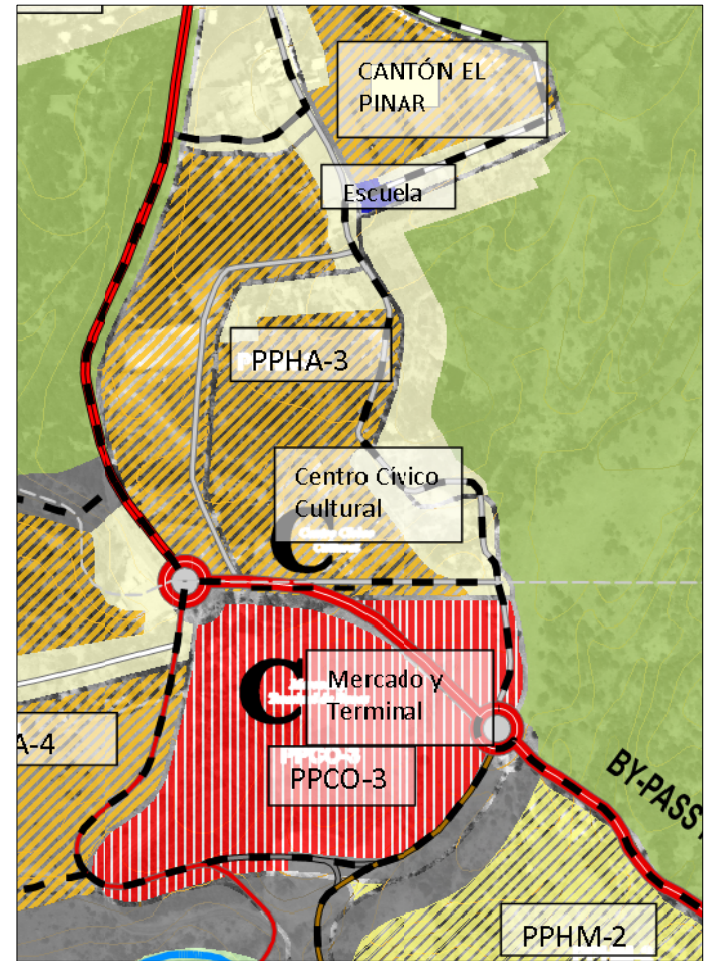 CANTÓN EL
PINAR
Escuela
PPHA-3
Centro Cívico
Cultural
C
C
Mercado y
Terminal
A-4
PPCO-3
BY-PASS
PPHM-2